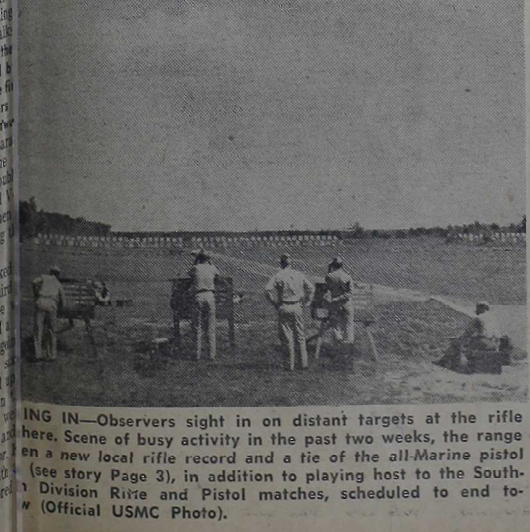 ING IN—Observers sight in on distant targets at the rifle
here. Scene of busy activity in the past two weeks, the range
en a new local rifle record and a tie of the all-Marine pistol
(see story Page 3), in addition to playing host to the South-
n Division Rifle and Pistol matches, scheduled to end to-
w (Official USMC Photo).